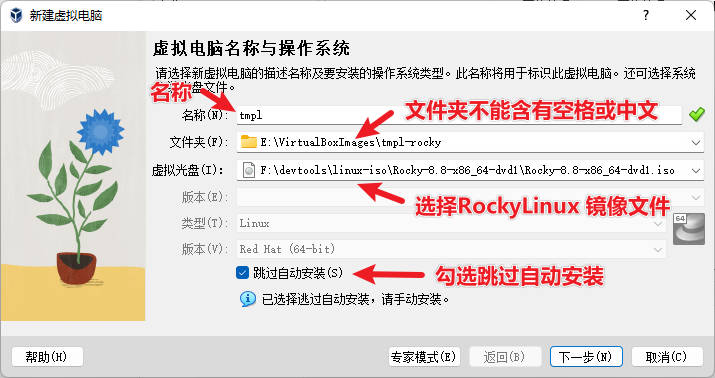 新建虚拟电脑
虚拟电脑名称与操作系统
请选择新虚拟电脑的描述名称及要安装的操作系统类型。此名称将用于标识此虚拟电脑。还可选择系统
光盘文件。
名称
名称(N): tmpl
文件夹不能含有空格或中文
文件夹(F): E:\VirtualBoxImages\tmpl-rocky
虚拟光盘(I): F:\devtools\linux-iso\Rocky-8.8-x86_64-dvd1\Rocky-8.8-x86_64-dvd1.iso
版本(E):
选择RockyLinux 镜像文件
类型(T): Linux
64
版本(V): Red Hat (64-bit)
跳过自动安装(S)
勾选跳过自动安装
已选择逃过自动安装，请手动安装。
帮助(H) 专家模式(E) 返回(B) 下一步(N) 取消(C)